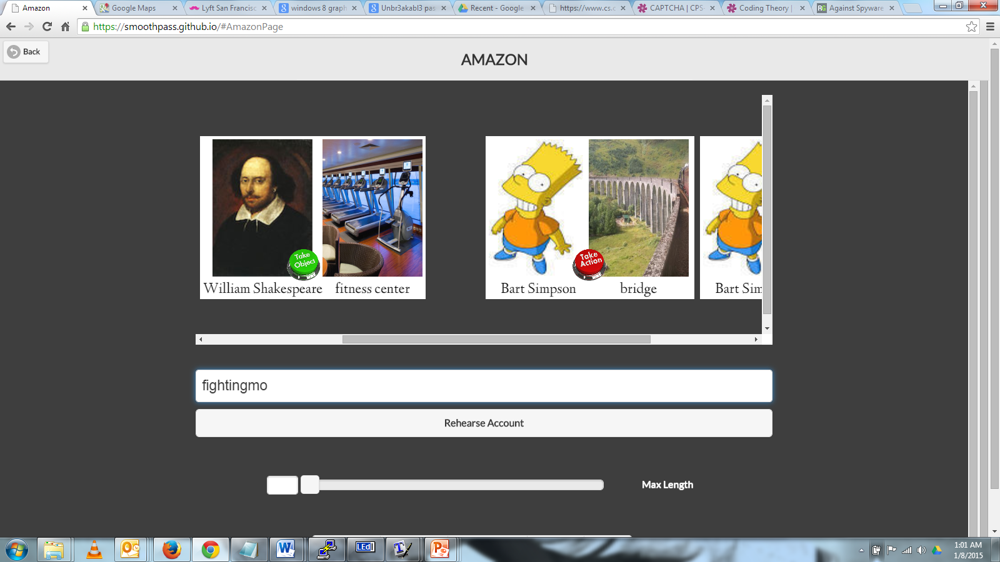 Amazon
Google Maps
Lyft San Francisc
windows 8 graph
Unbr3akabl3 pas
Recent - Google
https://www.cs.c
CAPTCHA | CPS-
Coding Theory |
RG Against Spyware
https://smoothpass.github.io/#AmazonPage
Back
AMAZON
Take Object
Take Action
William Shakespeare
fitness center
Bart Simpson
bridge
Bart Sim
fightingmo
Rehearse Account
Max Length
LEd
1:01 AM
1/8/2015